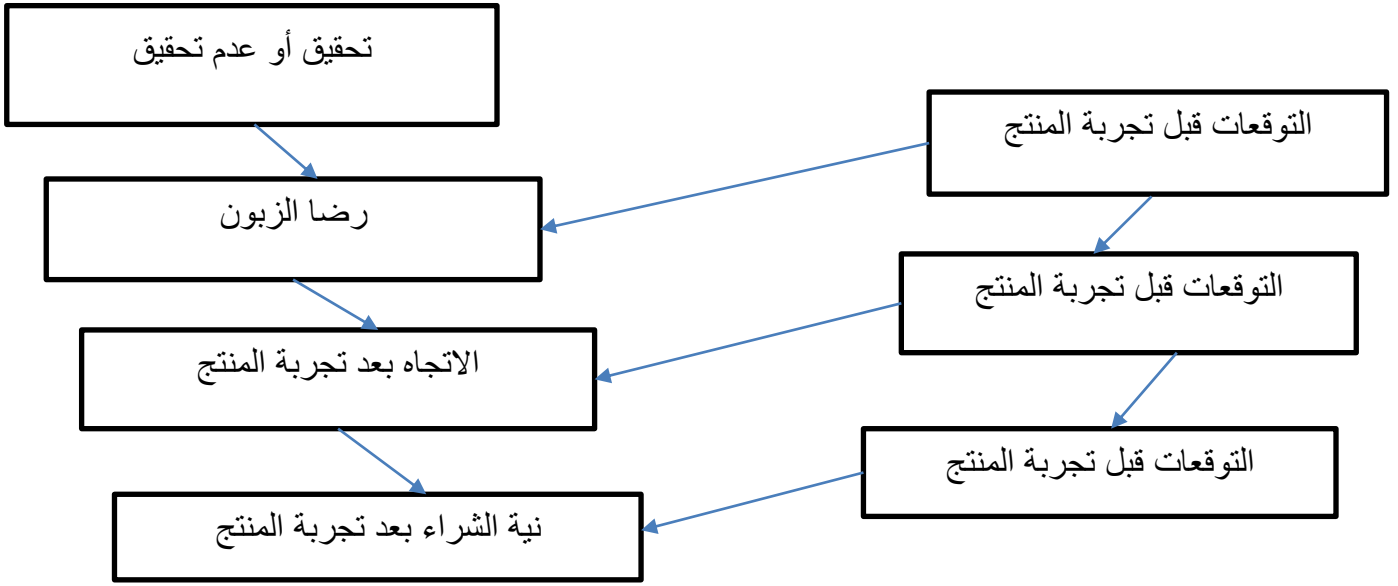 تحقيق أو عدم تحقيق
التوقعات قبل تجربة المنتج
رضا الزبون
التوقعات قبل تجربة المنتج
الاتجاه بعد تجربة المنتج
التوقعات قبل تجربة المنتج
نية الشراء بعد تجربة المنتج